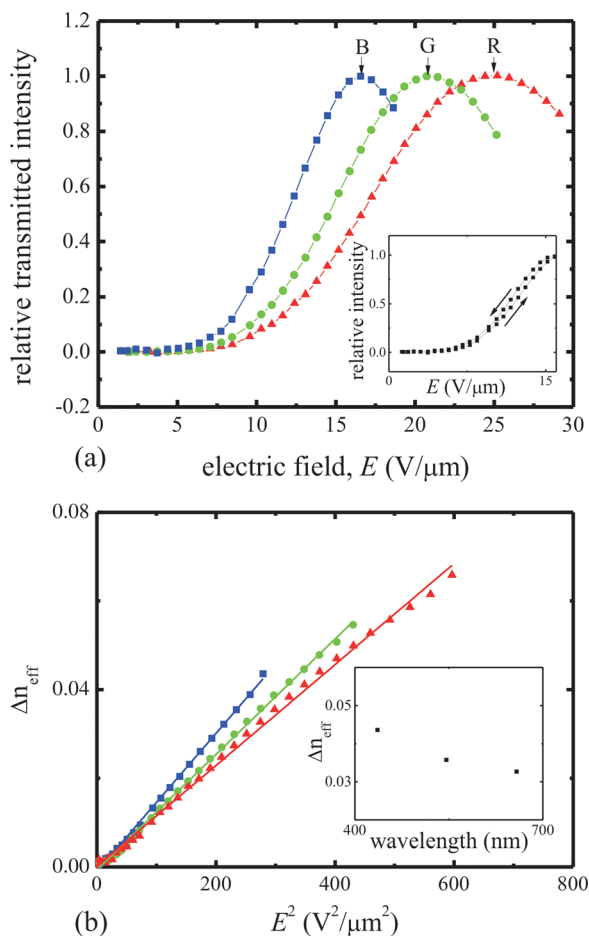 1.0
0.8
0.6
0.4
0.2
0.0
-0.2
relative transmitted intensity
B G R
1.0
0.5
0.0
relative intensity
1 15
E (V/μm)
0 5 10 15 20 25 30
(a) electric field, E (V/μm)
0.08
0.04
0.00
Δn_eff
0.05
0.03
Δn_eff
400 700
wavelength (nm)
0 200 400 600 800
(b) E² (V²/μm²)